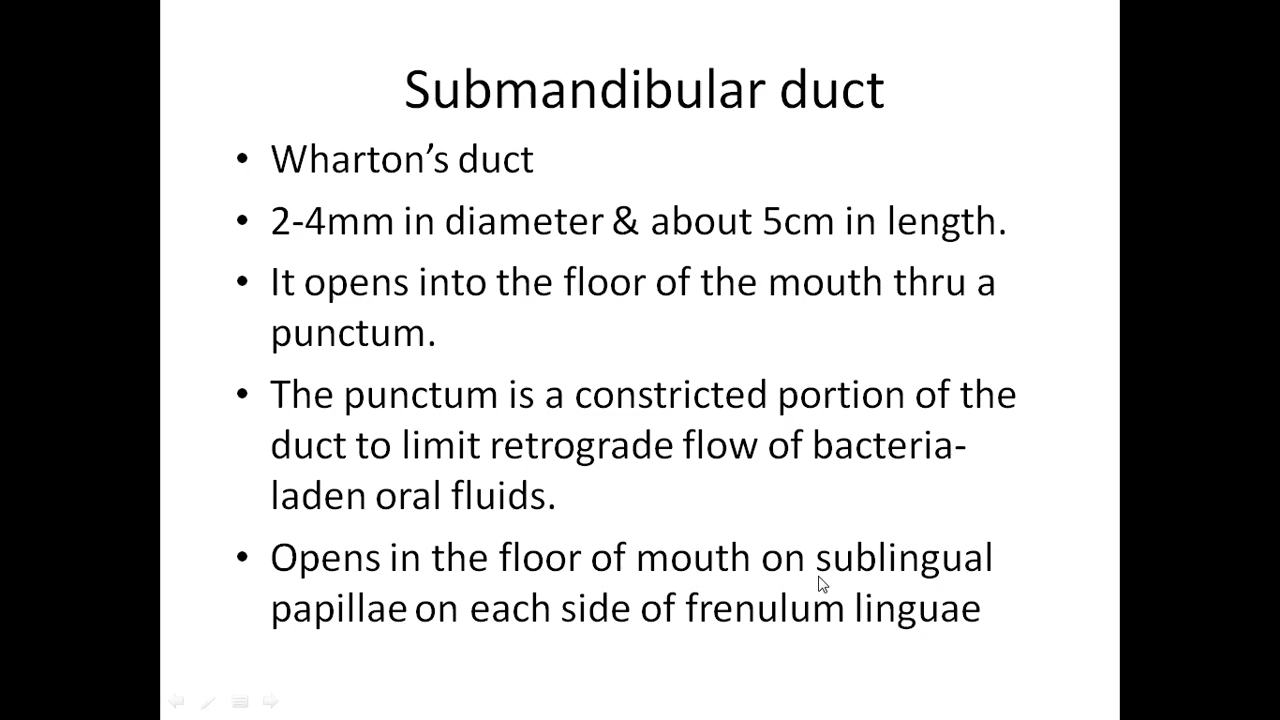 Submandibular duct
• Wharton’s duct
• 2-4mm in diameter & about 5cm in length.
• It opens into the floor of the mouth thru a
punctum.
• The punctum is a constricted portion of the
duct to limit retrograde flow of bacteria-
laden oral fluids.
• Opens in the floor of mouth on sublingual
papillae on each side of frenulum linguae